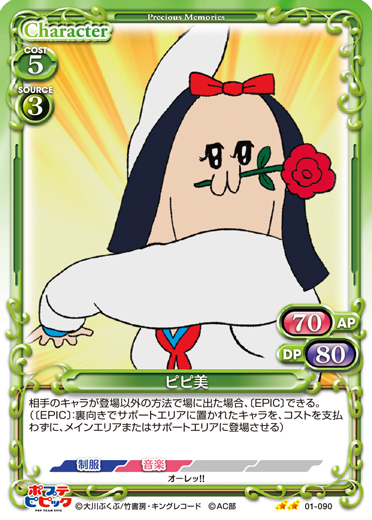 Precious Memories
Character
COST
5
SOURCE
3
70 AP
DP 80
ピピ美
相手のキャラが登場以外の方法で場に出た場合、〔EPIC〕できる。
（〔EPIC〕：裏向きでサポートエリアに置かれたキャラを、コストを支払
わずに、メインエリアまたはサポートエリアに登場させる）
制服 音楽
オーレッ!!
ポプテピピック
POP TEAM EPIC
©大川ぶくぶ/竹書房・キングレコード ©AC部
01-090